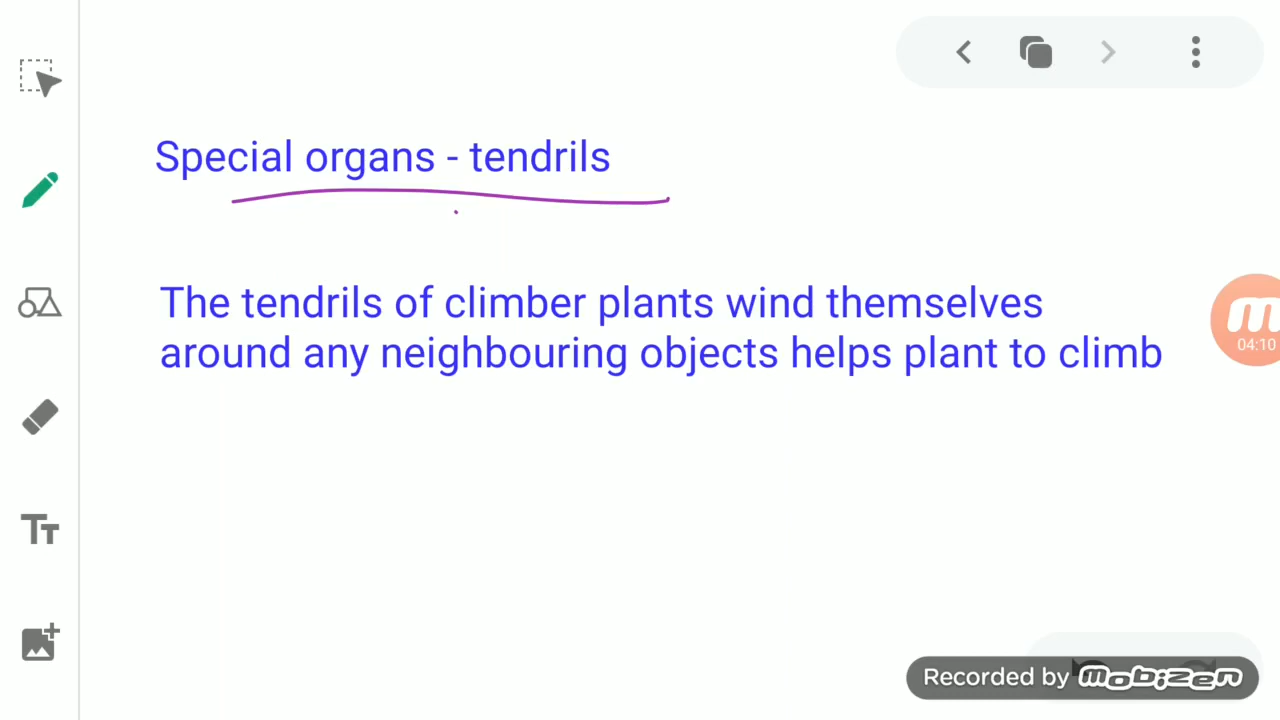 Special organs - tendrils
The tendrils of climber plants wind themselves
around any neighbouring objects helps plant to climb
04:10
Tт
Recorded by mobizen